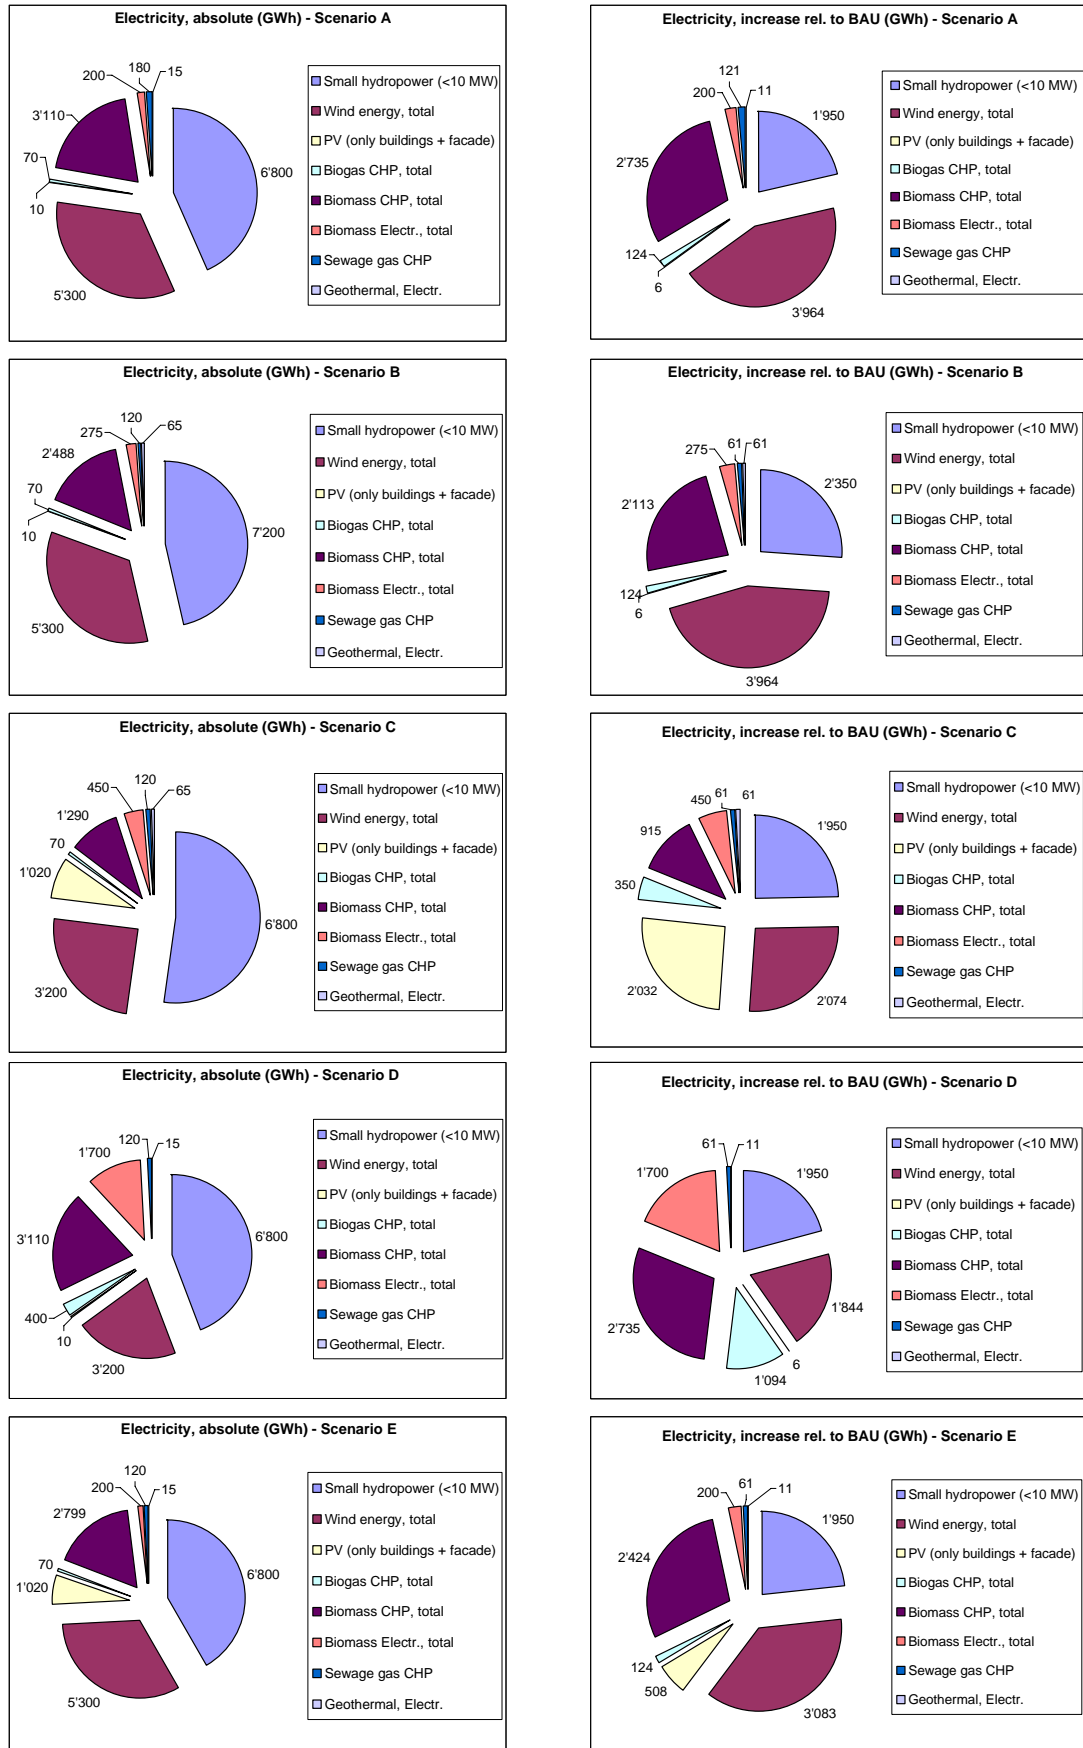 Electricity, absolute (GWh) - Scenario A
200
180
15
3'110
70
10
6'800
5'300
Small hydropower (<10 MW)
Wind energy, total
PV (only buildings + facade)
Biogas CHP, total
Biomass CHP, total
Biomass Electr., total
Sewage gas CHP
Geothermal, Electr.
Electricity, increase rel. to BAU (GWh) - Scenario A
121
11
200
1'950
2'735
124
6
3'964
Small hydropower (<10 MW)
Wind energy, total
PV (only buildings + facade)
Biogas CHP, total
Biomass CHP, total
Biomass Electr., total
Sewage gas CHP
Geothermal, Electr.
Electricity, absolute (GWh) - Scenario B
120
65
275
2'488
70
10
7'200
5'300
Small hydropower (<10 MW)
Wind energy, total
PV (only buildings + facade)
Biogas CHP, total
Biomass CHP, total
Biomass Electr., total
Sewage gas CHP
Geothermal, Electr.
Electricity, increase rel. to BAU (GWh) - Scenario B
61
61
275
2'350
2'113
124
6
3'964
Small hydropower (<10 MW)
Wind energy, total
PV (only buildings + facade)
Biogas CHP, total
Biomass CHP, total
Biomass Electr., total
Sewage gas CHP
Geothermal, Electr.
Electricity, absolute (GWh) - Scenario C
450
120
65
1'290
70
1'020
6'800
3'200
Small hydropower (<10 MW)
Wind energy, total
PV (only buildings + facade)
Biogas CHP, total
Biomass CHP, total
Biomass Electr., total
Sewage gas CHP
Geothermal, Electr.
Electricity, increase rel. to BAU (GWh) - Scenario C
450
61
61
915
1'950
350
2'032
2'074
Small hydropower (<10 MW)
Wind energy, total
PV (only buildings + facade)
Biogas CHP, total
Biomass CHP, total
Biomass Electr., total
Sewage gas CHP
Geothermal, Electr.
Electricity, absolute (GWh) - Scenario D
120
15
1'700
3'110
6'800
400
10
3'200
Small hydropower (<10 MW)
Wind energy, total
PV (only buildings + facade)
Biogas CHP, total
Biomass CHP, total
Biomass Electr., total
Sewage gas CHP
Geothermal, Electr.
Electricity, increase rel. to BAU (GWh) - Scenario D
61
11
1'700
1'950
2'735
1'844
6
1'094
Small hydropower (<10 MW)
Wind energy, total
PV (only buildings + facade)
Biogas CHP, total
Biomass CHP, total
Biomass Electr., total
Sewage gas CHP
Geothermal, Electr.
Electricity, absolute (GWh) - Scenario E
120
200
15
2'799
70
1'020
6'800
5'300
Small hydropower (<10 MW)
Wind energy, total
PV (only buildings + facade)
Biogas CHP, total
Biomass CHP, total
Biomass Electr., total
Sewage gas CHP
Geothermal, Electr.
Electricity, increase rel. to BAU (GWh) - Scenario E
61
11
200
1'950
2'424
124
508
3'083
Small hydropower (<10 MW)
Wind energy, total
PV (only buildings + facade)
Biogas CHP, total
Biomass CHP, total
Biomass Electr., total
Sewage gas CHP
Geothermal, Electr.